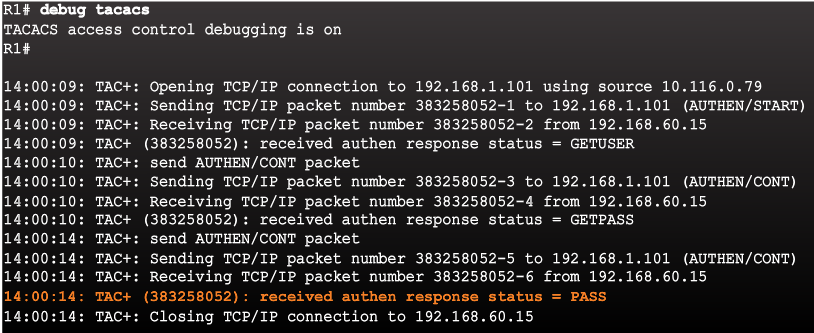 R1# debug tacacs
TACACS access control debugging is on
R1#
14:00:09: TAC+: Opening TCP/IP connection to 192.168.1.101 using source 10.116.0.79
14:00:09: TAC+: Sending TCP/IP packet number 383258052-1 to 192.168.1.101 (AUTHEN/START)
14:00:09: TAC+: Receiving TCP/IP packet number 383258052-2 from 192.168.60.15
14:00:09: TAC+ (383258052): received authen response status = GETUSER
14:00:10: TAC+: send AUTHEN/CONT packet
14:00:10: TAC+: Sending TCP/IP packet number 383258052-3 to 192.168.1.101 (AUTHEN/CONT)
14:00:10: TAC+: Receiving TCP/IP packet number 383258052-4 from 192.168.60.15
14:00:10: TAC+ (383258052): received authen response status = GETPASS
14:00:14: TAC+: send AUTHEN/CONT packet
14:00:14: TAC+: Sending TCP/IP packet number 383258052-5 to 192.168.1.101 (AUTHEN/CONT)
14:00:14: TAC+: Receiving TCP/IP packet number 383258052-6 from 192.168.60.15
14:00:14: TAC+ (383258052): received authen response status = PASS
14:00:14: TAC+: Closing TCP/IP connection to 192.168.60.15